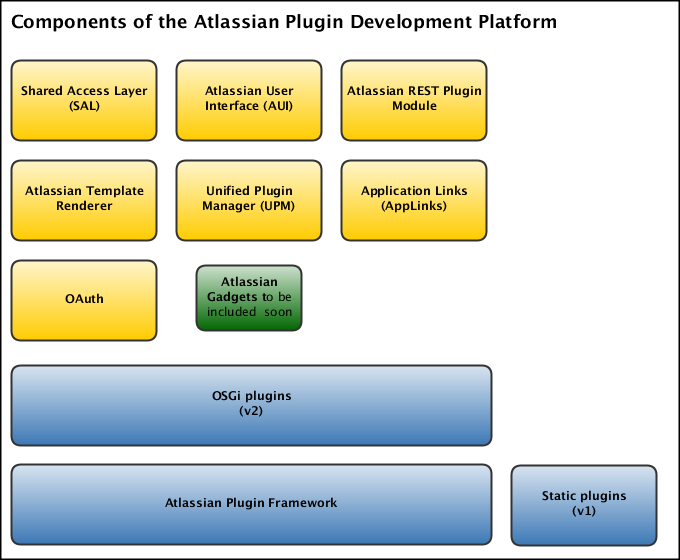 Components of the Atlassian Plugin Development Platform
Shared Access Layer
(SAL)
Atlassian User
Interface (AUI)
Atlassian REST Plugin
Module
Atlassian Template
Renderer
Unified Plugin
Manager (UPM)
Application Links
(AppLinks)
OAuth
Atlassian
Gadgets to be
included  soon
OSGi plugins
(v2)
Atlassian Plugin Framework
Static plugins
(v1)